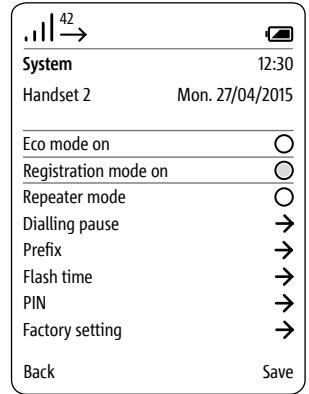 42
System 12:30
Handset 2 Mon. 27/04/2015
Eco mode on
Registration mode on
Repeater mode
Dialling pause
Prefix
Flash time
PIN
Factory setting
Back Save